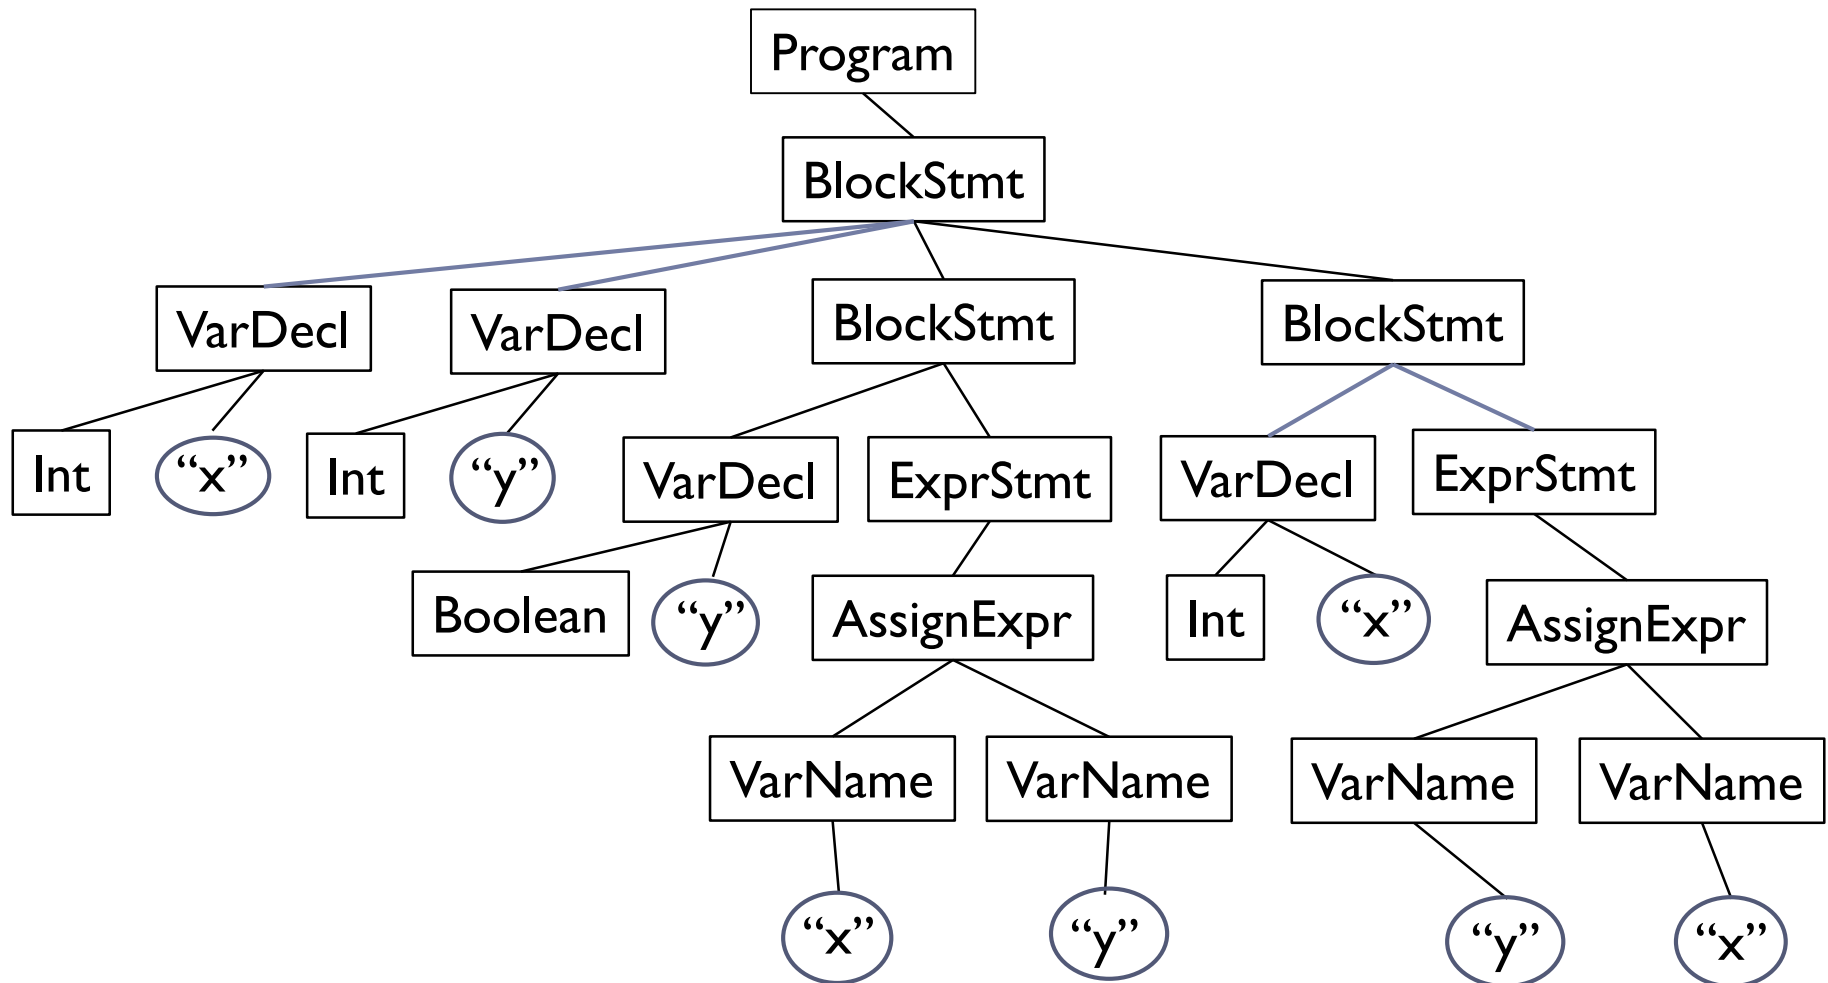 Program
BlockStmt
VarDecl
VarDecl
BlockStmt
BlockStmt
Int
“x”
Int
“y”
VarDecl
ExprStmt
VarDecl
ExprStmt
Boolean
“y”
AssignExpr
Int
“x”
AssignExpr
VarName
VarName
VarName
VarName
“x”
“y”
“y”
“x”